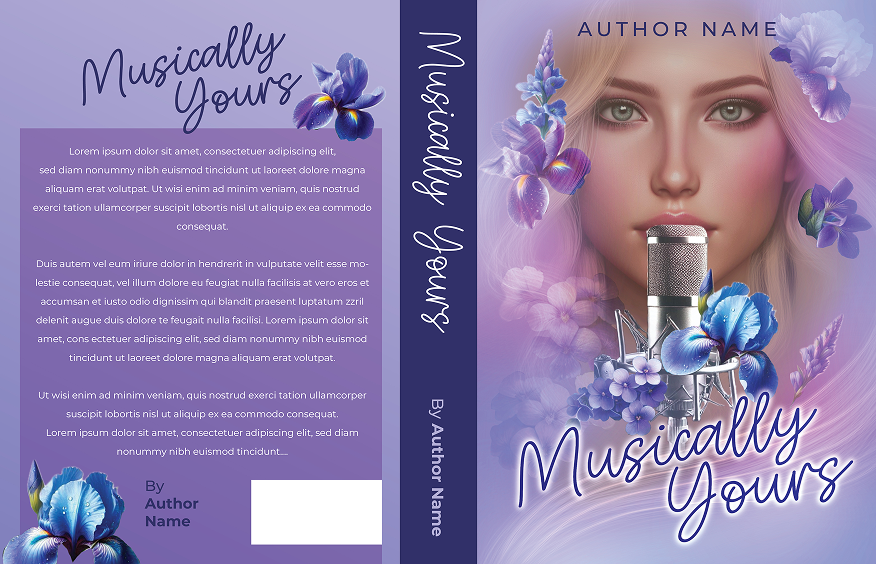 Musically
Yours
Lorem ipsum dolor sit amet, consectetuer adipiscing elit,
sed diam nonummy nibh euismod tincidunt ut laoreet dolore magna
aliquam erat volutpat. Ut wisi enim ad minim veniam, quis nostrud
exerci tation ullamcorper suscipit lobortis nisl ut aliquip ex ea commodo
consequat.
Duis autem vel eum iriure dolor in hendrerit in vulputate velit esse mo-
lestie consequat, vel illum dolore eu feugiat nulla facilisis at vero eros et
accumsan et iusto odio dignissim qui blandit praesent luptatum zzril
delenit augue duis dolore te feugait nulla facilisi. Lorem ipsum dolor sit
amet, cons ectetuer adipiscing elit, sed diam nonummy nibh euismod
tincidunt ut laoreet dolore magna aliquam erat volutpat.
Ut wisi enim ad minim veniam, quis nostrud exerci tation ullamcorper
suscipit lobortis nisl ut aliquip ex ea commodo consequat.
Lorem ipsum dolor sit amet, consectetuer adipiscing elit, sed diam
nonummy nibh euismod tincidunt....
By
Author
Name
Musically Yours
By Author Name
AUTHOR NAME
Musically
Yours